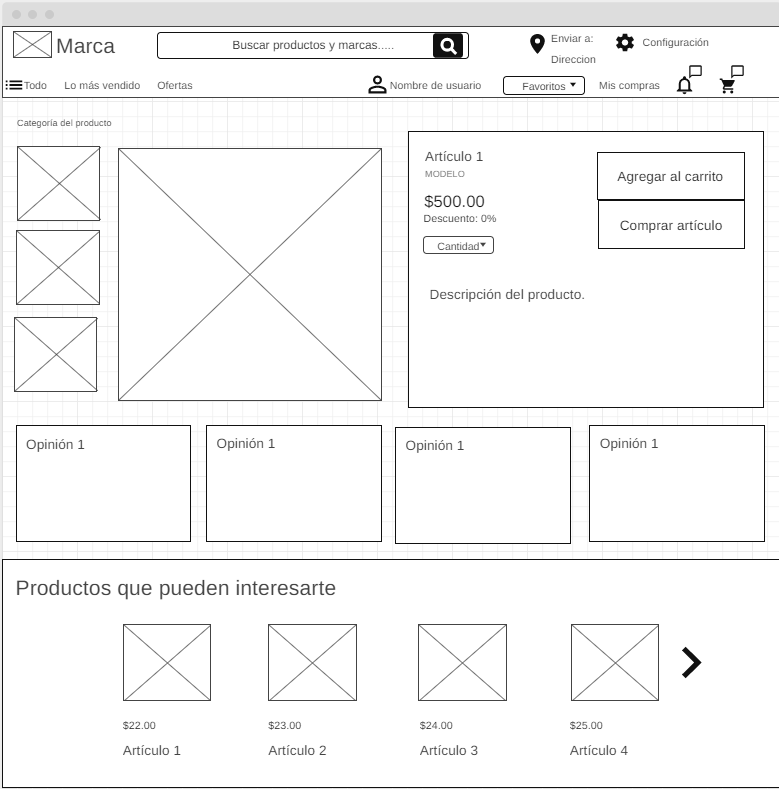 Marca
Buscar productos y marcas.....
Enviar a:
Direccion
Configuración
Todo
Lo más vendido
Ofertas
Nombre de usuario
Favoritos
Mis compras
Categoría del producto
Artículo 1
MODELO
$500.00
Descuento: 0%
Cantidad
Agregar al carrito
Comprar artículo
Descripción del producto.
Opinión 1
Opinión 1
Opinión 1
Opinión 1
Productos que pueden interesarte
$22.00
Artículo 1
$23.00
Artículo 2
$24.00
Artículo 3
$25.00
Artículo 4